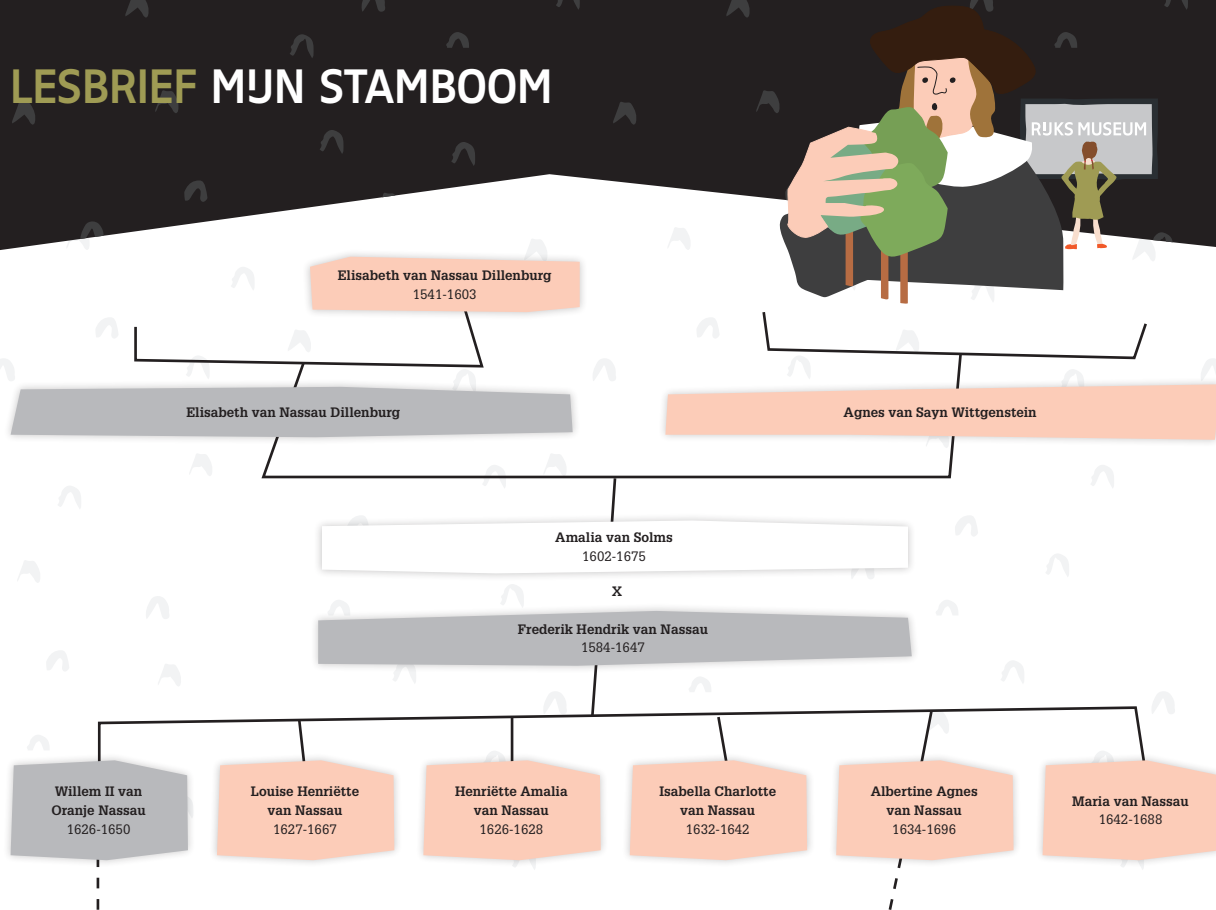 LESBRIEF MIJN STAMBOOM
RIJKS MUSEUM
Elisabeth van Nassau Dillenburg
1541-1603
Elisabeth van Nassau Dillenburg
Agnes van Sayn Wittgenstein
Amalia van Solms
1602-1675
X
Frederik Hendrik van Nassau
1584-1647
Willem II van
Oranje Nassau
1626-1650
Louise Henriëtte
van Nassau
1627-1667
Henriëtte Amalia
van Nassau
1626-1628
Isabella Charlotte
van Nassau
1632-1642
Albertine Agnes
van Nassau
1634-1696
Maria van Nassau
1642-1688